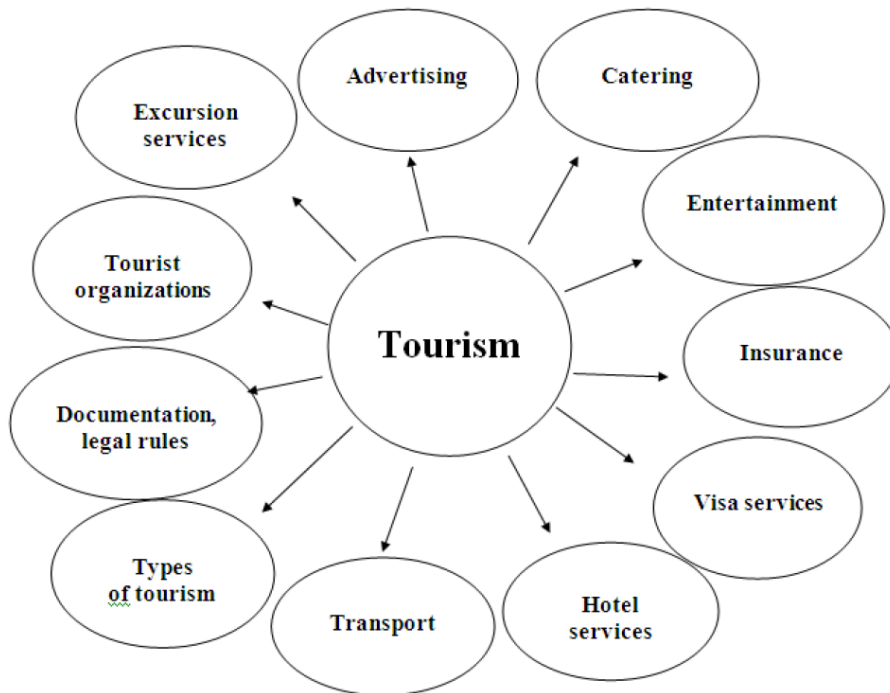 Advertising
Catering
Excursion
services
Entertainment
Tourist
organizations
Tourism
Insurance
Documentation,
legal rules
Visa services
Types
of tourism
Transport
Hotel
services